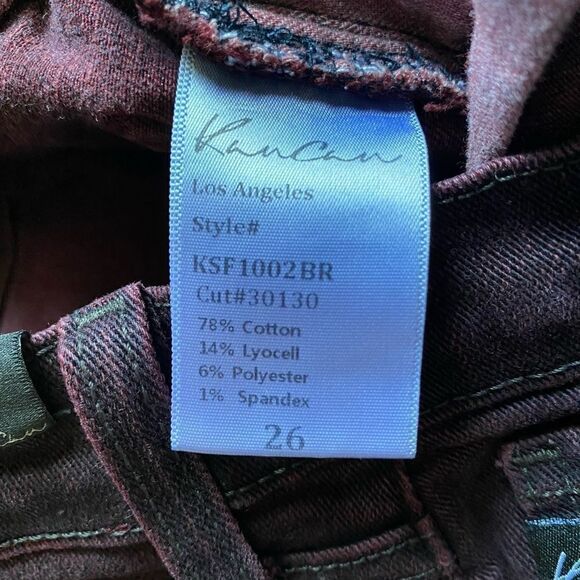 KanCan
Los Angeles
Style#
KSF1002BR
Cut#30130
78% Cotton
14% Lyocell
6% Polyester
1%  Spandex
26